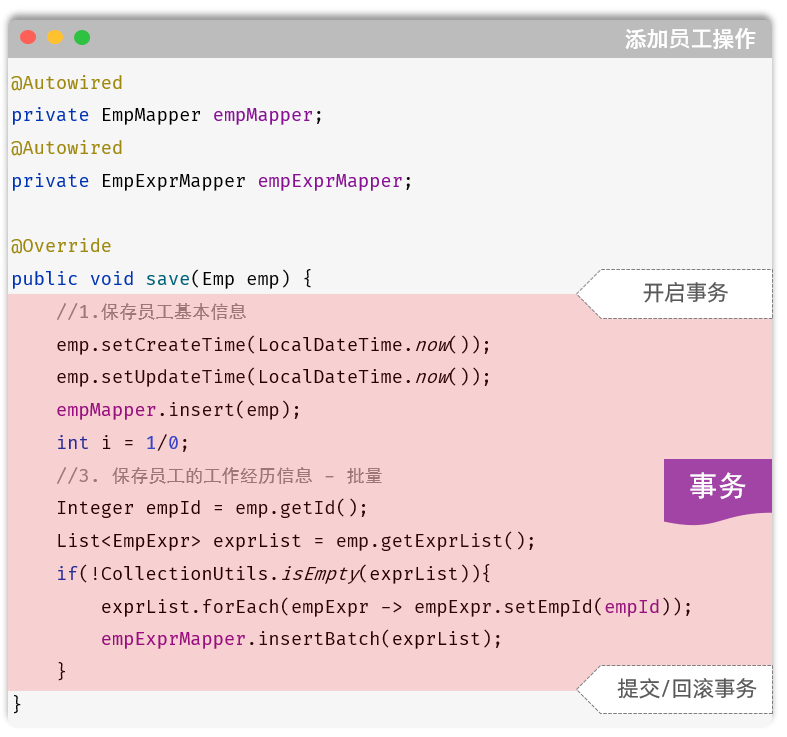 添加员工操作
@Autowired
private EmpMapper empMapper;
@Autowired
private EmpExprMapper empExprMapper;
@Override
public void save(Emp emp) {
开启事务
//1.保存员工基本信息
emp.setCreateTime(LocalDateTime.now());
emp.setUpdateTime(LocalDateTime.now());
empMapper.insert(emp);
int i = 1/0;
//3. 保存员工的工作经历信息 - 批量
事务
Integer empId = emp.getId();
List<EmpExpr> exprList = emp.getExprList();
if(!CollectionUtils.isEmpty(exprList)){
exprList.forEach(empExpr -> empExpr.setEmpId(empId));
empExprMapper.insertBatch(exprList);
}
提交/回滚事务
}